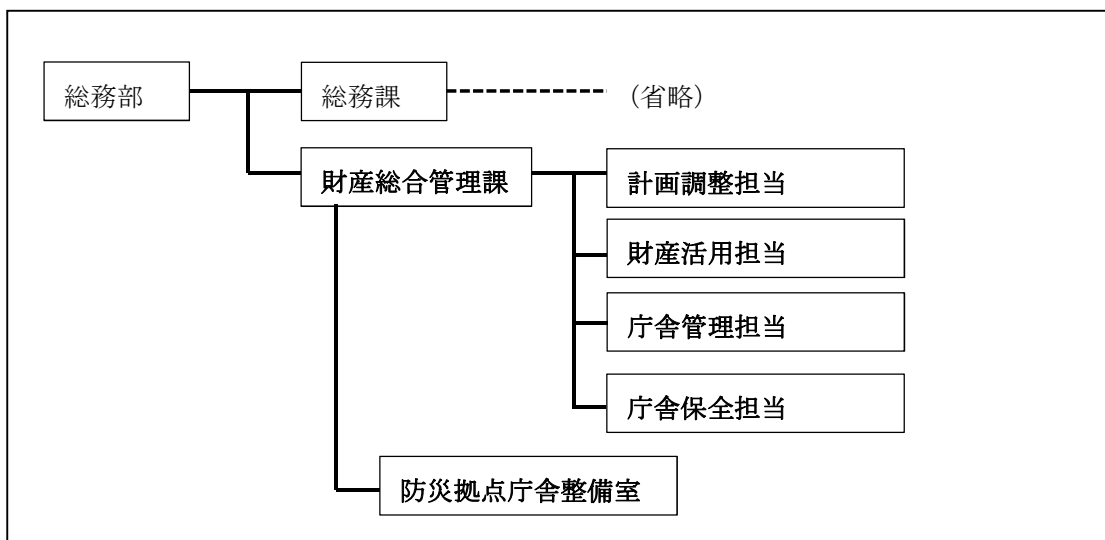 総務部
総務課
（省略）
財産総合管理課
計画調整担当
財産活用担当
庁舎管理担当
庁舎保全担当
防災拠点庁舎整備室